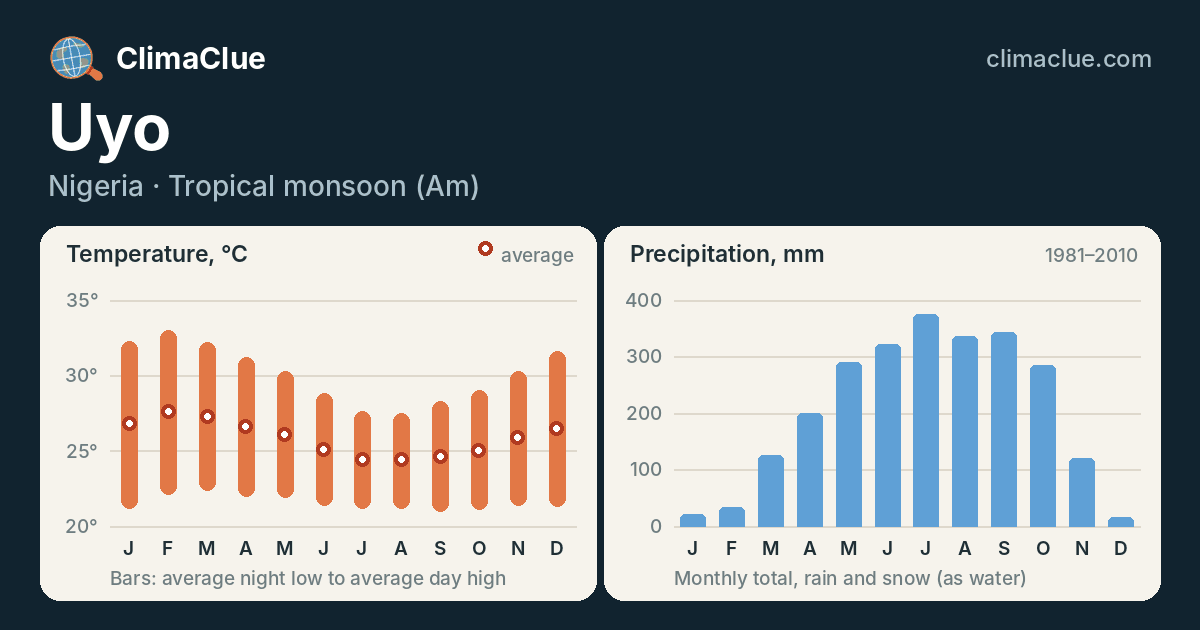 ClimaClue
climaclue.com
Uyo
Nigeria · Tropical monsoon (Am)
Temperature, °C
average
35°
30°
25°
20°
J F M A M J J A S O N D
Bars: average night low to average day high
Precipitation, mm
1981–2010
400
300
200
100
0
J F M A M J J A S O N D
Monthly total, rain and snow (as water)